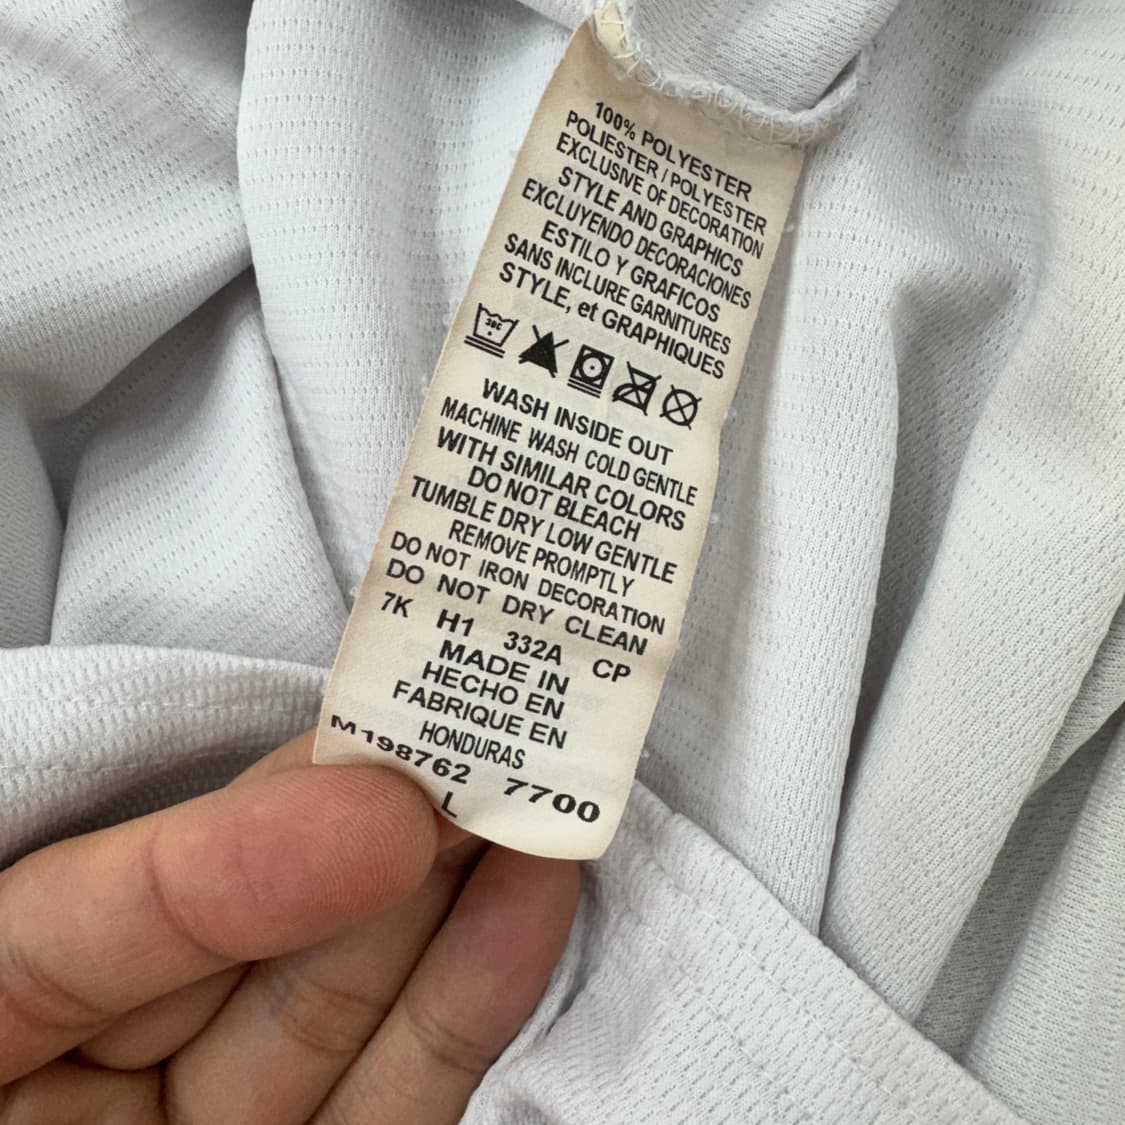 100% POLYESTER
POLIESTER / POLYESTER
EXCLUSIVE OF DECORATION
STYLE AND GRAPHICS
EXCLUYENDO DECORACIONES
ESTILO Y GRAFICOS
SANS INCLURE GARNITURES
STYLE, et GRAPHIQUES
30C
WASH INSIDE OUT
MACHINE WASH COLD GENTLE
WITH SIMILAR COLORS
DO NOT BLEACH
TUMBLE DRY LOW GENTLE
REMOVE PROMPTLY
DO NOT IRON DECORATION
DO NOT DRY CLEAN
7K H1 332A CP
MADE IN
HECHO EN
FABRIQUE EN
HONDURAS
M198762 7700
L